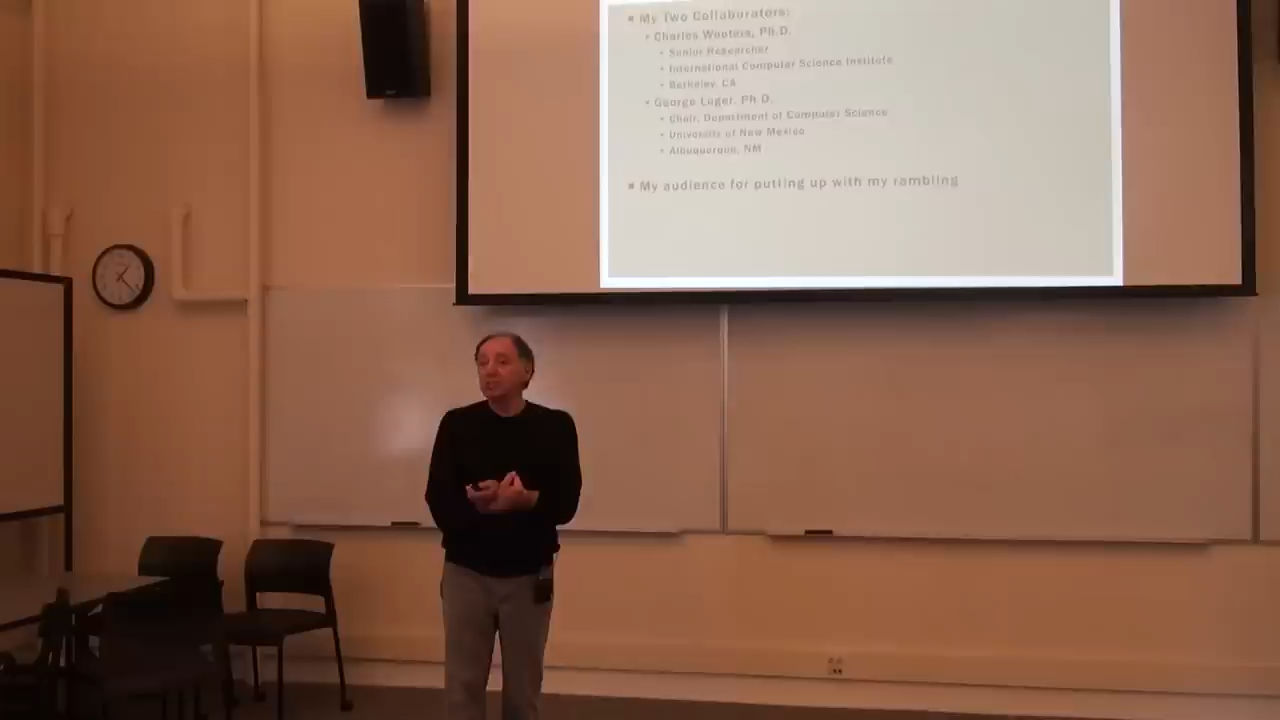 ▪ My Two Collaborators:
• Charles Wooters, Ph.D.
• Senior Researcher
• International Computer Science Institute
• Berkeley, CA
• George Luger, Ph.D.
• Chair, Department of Computer Science
• University of New Mexico
• Albuquerque, NM
▪ My audience for putting up with my rambling